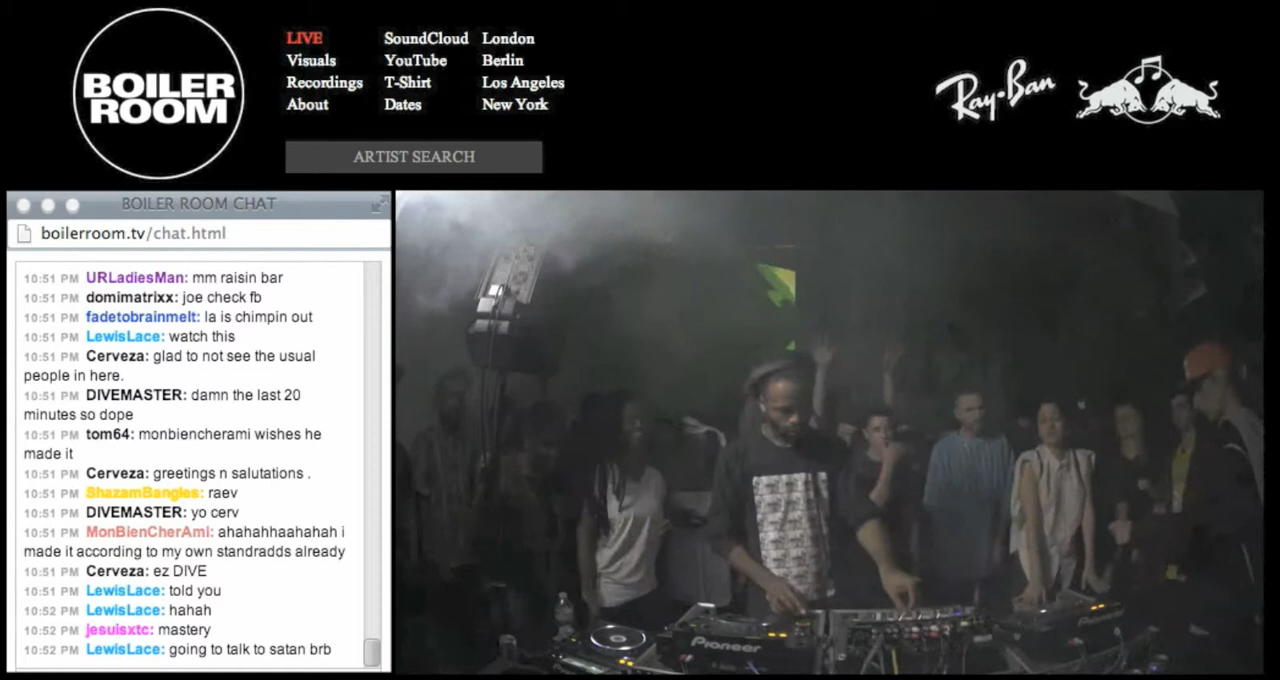 BOILER
ROOM
LIVE
Visuals
Recordings
About
SoundCloud
YouTube
T-Shirt
Dates
London
Berlin
Los Angeles
New York
ARTIST SEARCH
Ray-Ban
BOILER ROOM CHAT
boilerroom.tv/chat.html
10:51 PM URLadiesMan: mm raisin bar
10:51 PM domimatrixx: joe check fb
10:51 PM fadetobrainmelt: la is chimpin out
10:51 PM LewisLace: watch this
10:51 PM Cerveza: glad to not see the usual
people in here.
10:51 PM DIVEMASTER: damn the last 20
minutes so dope
10:51 PM tom64: monbiencherami wishes he
made it
10:51 PM Cerveza: greetings n salutations .
10:51 PM ShazamBangles: raev
10:51 PM DIVEMASTER: yo cerv
10:51 PM MonBienCherAmi: ahahahhaahahah i
made it according to my own standradds already
10:51 PM Cerveza: ez DIVE
10:51 PM LewisLace: told you
10:52 PM LewisLace: hahah
10:52 PM jesuisxtc: mastery
10:52 PM LewisLace: going to talk to satan brb
Pioneer